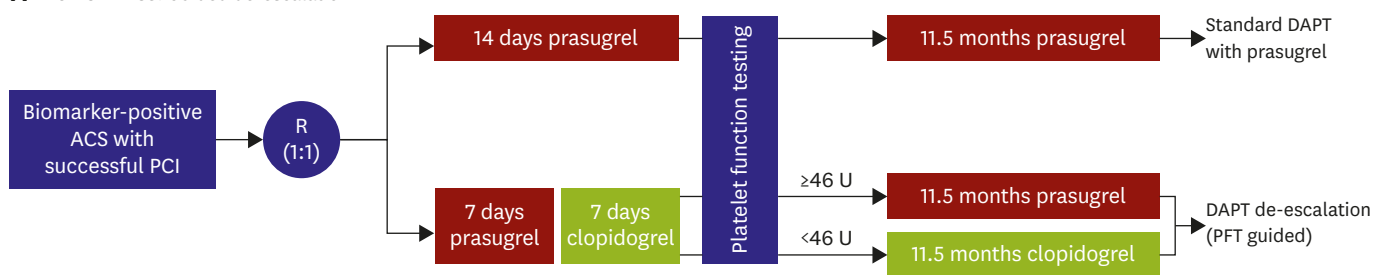 14 days prasugrel
11.5 months prasugrel
Standard DAPT
with prasugrel
Biomarker-positive
ACS with
successful PCI
R
(1:1)
Platelet function testing
7 days
prasugrel
7 days
clopidogrel
≥46 U
<46 U
11.5 months prasugrel
11.5 months clopidogrel
DAPT de-escalation
(PFT guided)